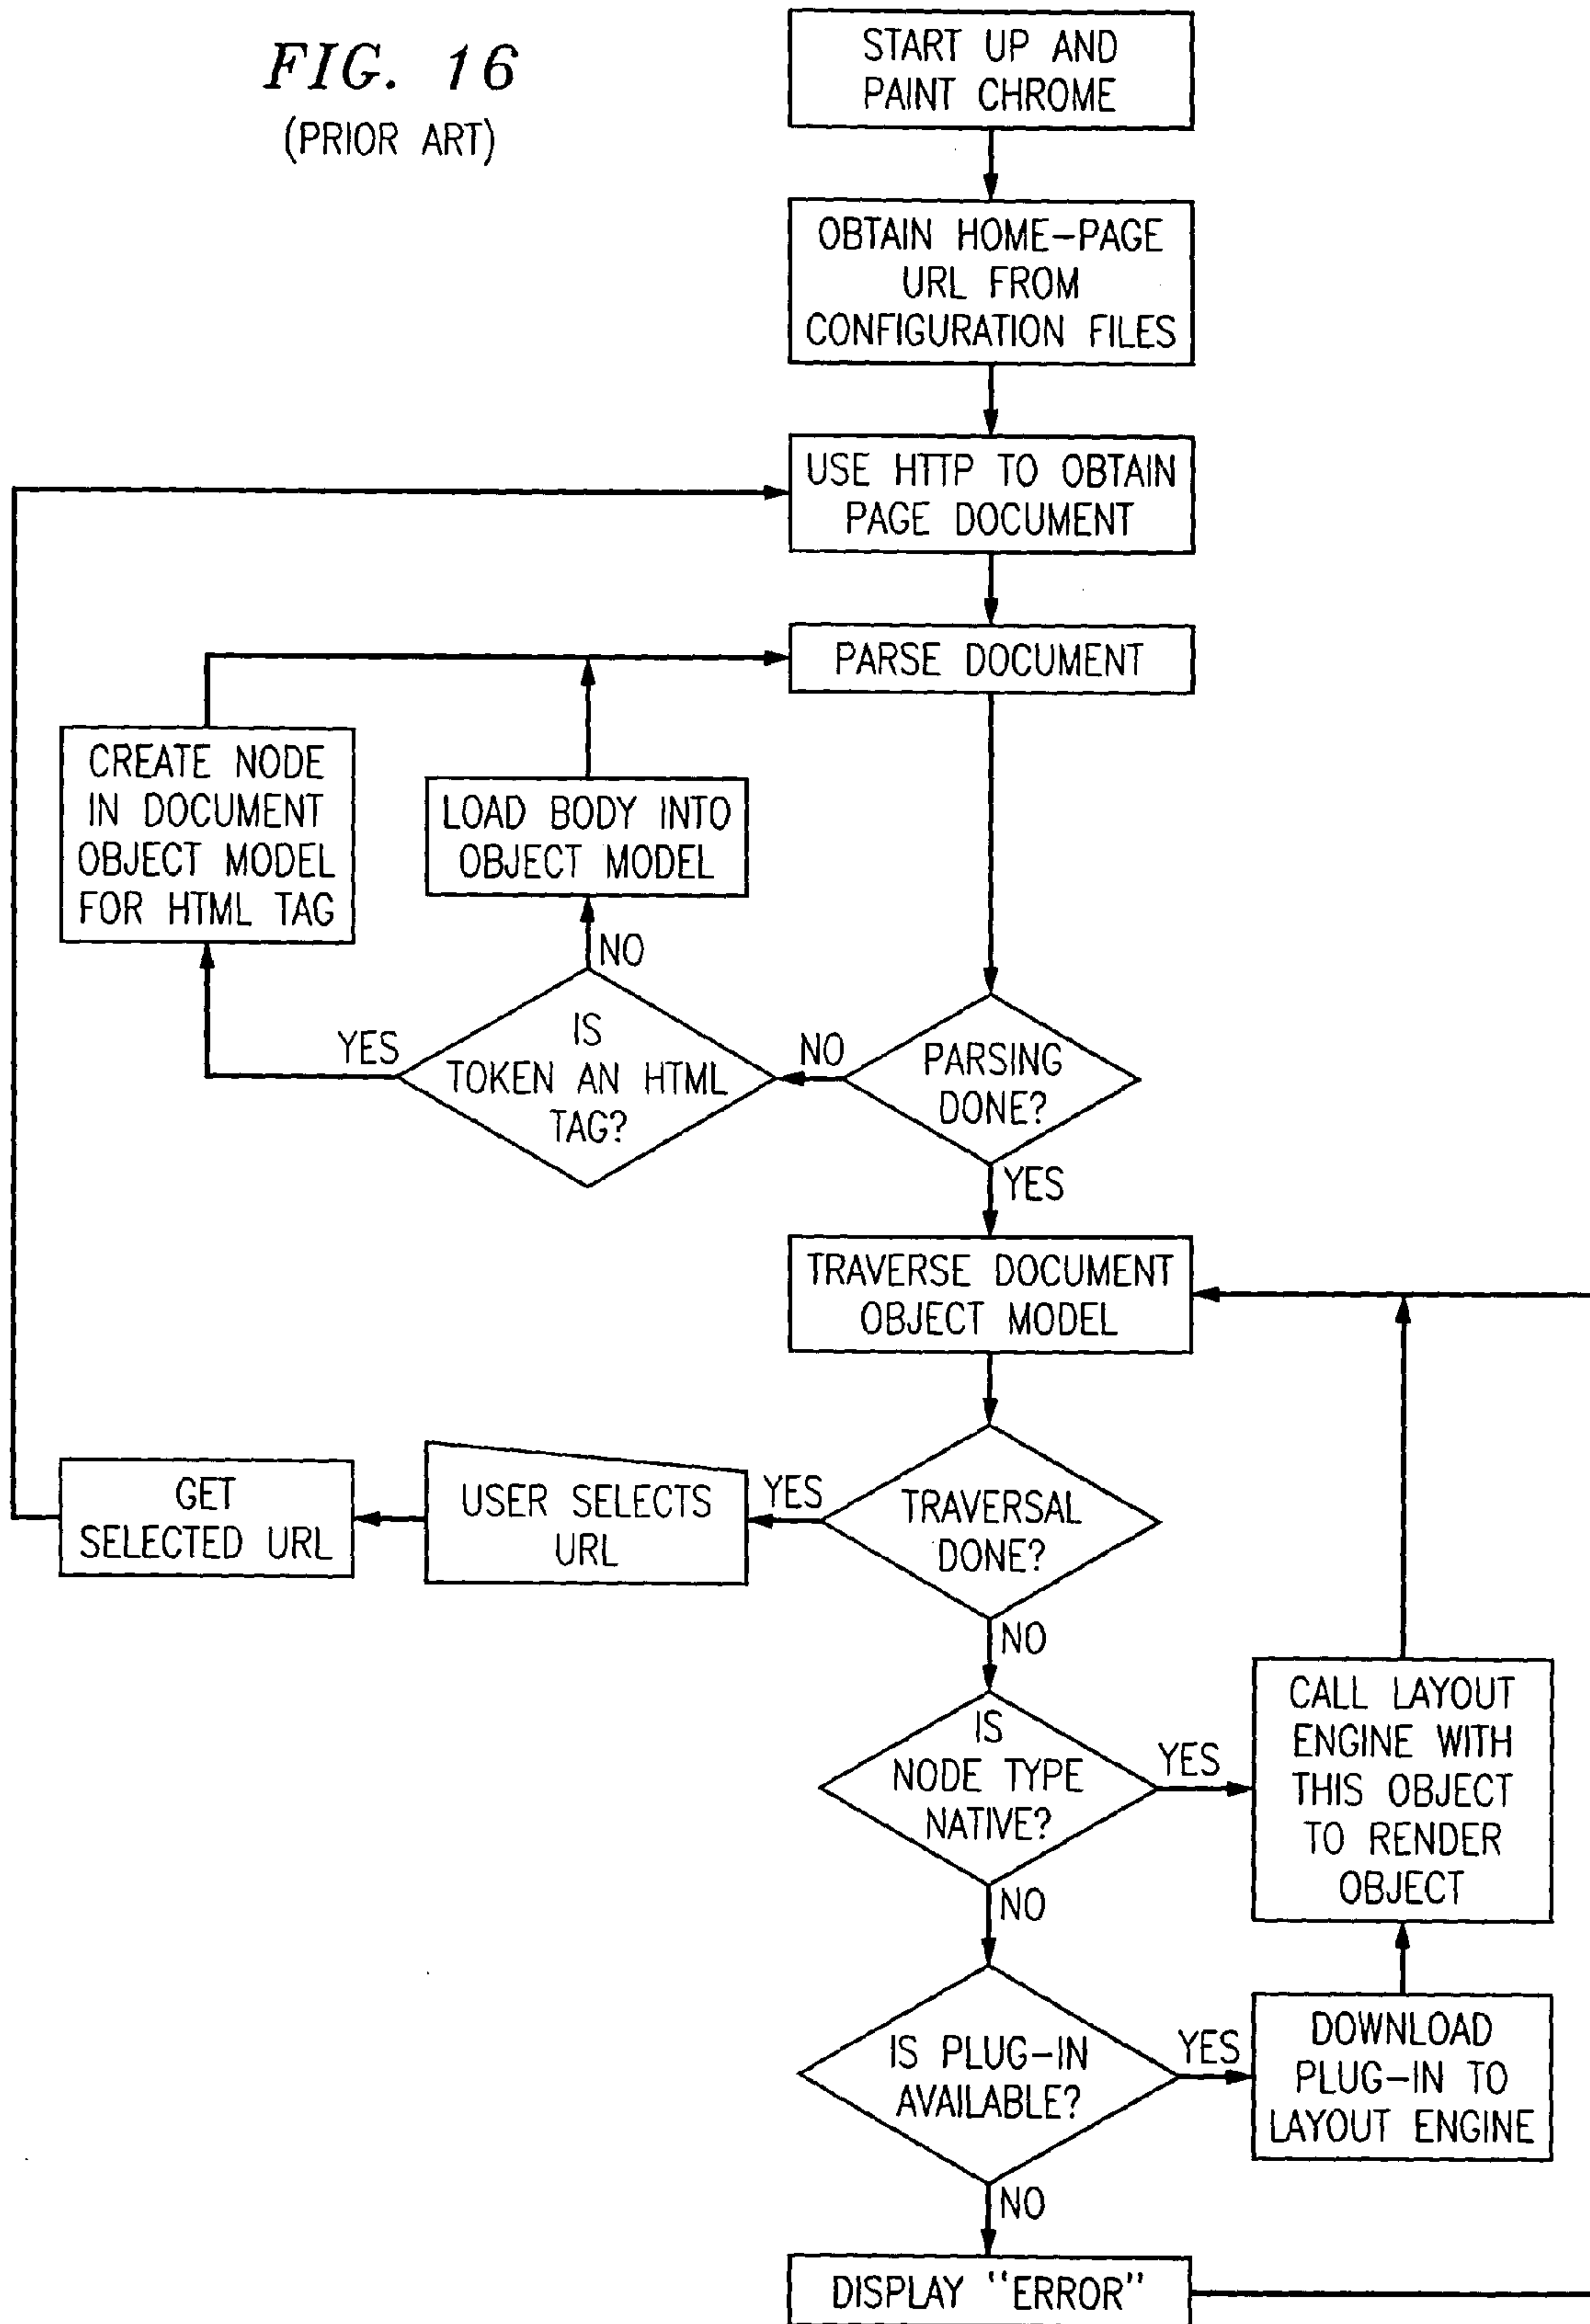 FIG. 16
(PRIOR ART)
START UP AND
PAINT CHROME
OBTAIN HOME-PAGE
URL FROM
CONFIGURATION FILES
USE HTTP TO OBTAIN
PAGE DOCUMENT
PARSE DOCUMENT
CREATE NODE
IN DOCUMENT
OBJECT MODEL
FOR HTML TAG
LOAD BODY INTO
OBJECT MODEL
NO
YES
IS
TOKEN AN HTML
TAG?
NO
PARSING
DONE?
YES
TRAVERSE DOCUMENT
OBJECT MODEL
GET
SELECTED URL
USER SELECTS
URL
YES
TRAVERSAL
DONE?
NO
IS
NODE TYPE
NATIVE?
YES
CALL LAYOUT
ENGINE WITH
THIS OBJECT
TO RENDER
OBJECT
NO
IS PLUG-IN
AVAILABLE?
YES
DOWNLOAD
PLUG-IN TO
LAYOUT ENGINE
NO
DISPLAY "ERROR"